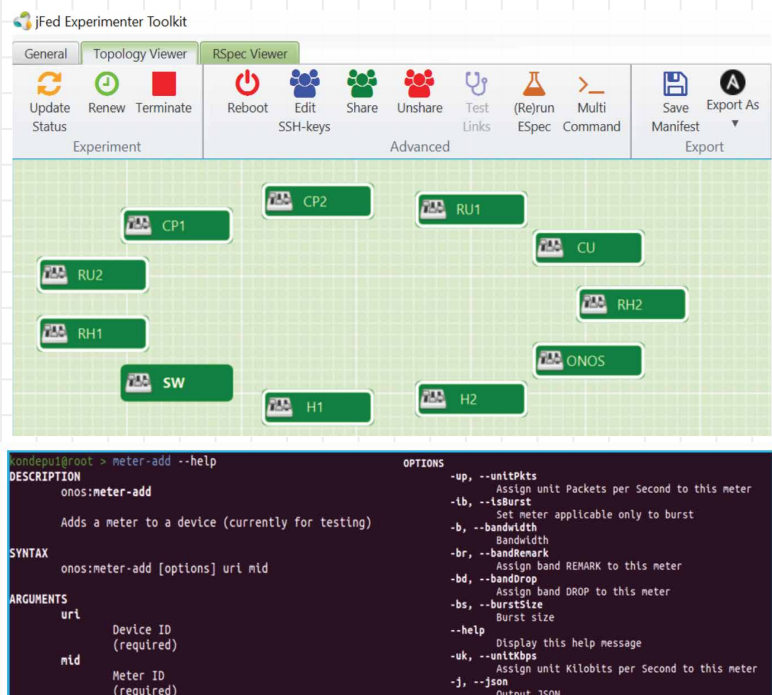 jFed Experimenter Toolkit
General Topology Viewer RSpec Viewer
Update Status Renew Terminate Reboot Edit SSH-keys Share Unshare Test Links (Re)run ESpec Multi Command Save Manifest Export As
Experiment Advanced Export
CP2
RU1
CP1
CU
RU2
RH2
RH1
ONOS
SW
H2
H1
kondepu1@root > meter-add --help
DESCRIPTION
onos:meter-add
Adds a meter to a device (currently for testing)
SYNTAX
onos:meter-add [options] uri mid
ARGUMENTS
uri
Device ID
(required)
mid
Meter ID
(required)
OPTIONS
-up, --unitPkts
Assign unit Packets per Second to this meter
-ib, --isBurst
Set meter applicable only to burst
-b, --bandwidth
Bandwidth
-br, --bandRemark
Assign band REMARK to this meter
-bd, --bandDrop
Assign band DROP to this meter
-bs, --burstSize
Burst size
--help
Display this help message
-uk, --unitKbps
Assign unit Kilobits per Second to this meter
-j, --json
Output JSON